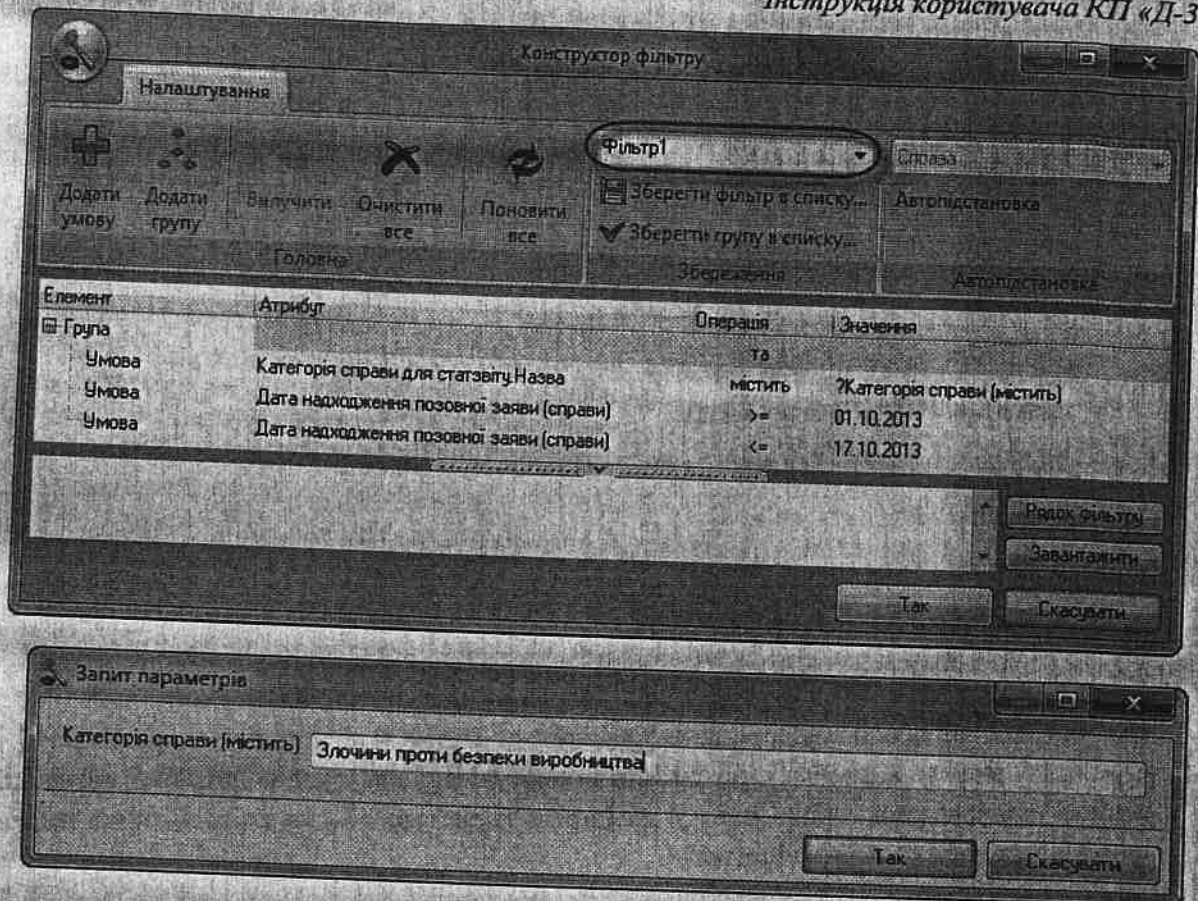 Інструкція користувача КП «Д-3
Конструктор фільтру
Налаштування
Додати умову
Додати групу
Вилучити
Очистити все
Поновити все
Головна
Фільтр1
Зберегти фільтр в списку...
Зберегти групу в списку...
Збереження
Справа
Автопідстановка
Автопідстановка
Елемент Атрибут Операція Значення
Група та
Умова Категорія справи для статзвіту.Назва містить ?Категорія справи (містить)
Умова Дата надходження позовної заяви (справи) >= 01.10.2013
Умова Дата надходження позовної заяви (справи) <= 17.10.2013
Рядок фільтру
Завантажити
Так Скасувати
Запит параметрів
Категорія справи (містить) Злочини проти безпеки виробництва
Так Скасувати